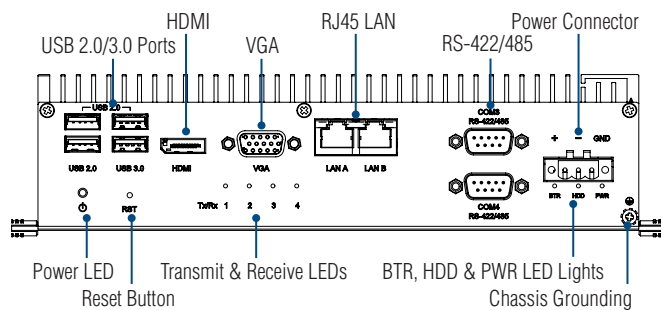 HDMI
RJ45 LAN
Power Connector
USB 2.0/3.0 Ports
VGA
RS-422/485
USB 2.0
COM3
RS-422/485
+ − GND
USB 2.0 USB 3.0 HDMI VGA LAN A LAN B
BTR HDD PWR
RST
Tx/Rx 1 2 3 4
COM4
RS-422/485
Power LED
Transmit & Receive LEDs
BTR, HDD & PWR LED Lights
Reset Button
Chassis Grounding